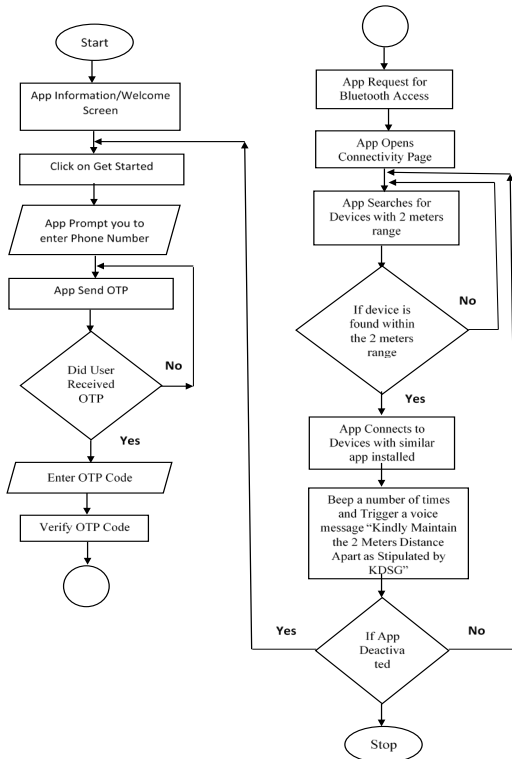 Start
App Information/Welcome
Screen
Click on Get Started
App Prompt you to
enter Phone Number
App Send OTP
Did User
Received
OTP
No
Yes
Enter OTP Code
Verify OTP Code
App Request for
Bluetooth Access
App Opens
Connectivity Page
App Searches for
Devices with 2 meters
range
If device is
found within
the 2 meters
range
No
Yes
App Connects to
Devices with similar
app installed
Beep a number of times
and Trigger a voice
message “Kindly Maintain
the 2 Meters Distance
Apart as Stipulated by
KDSG”
If App
Deactiva
ted
Yes
No
Stop